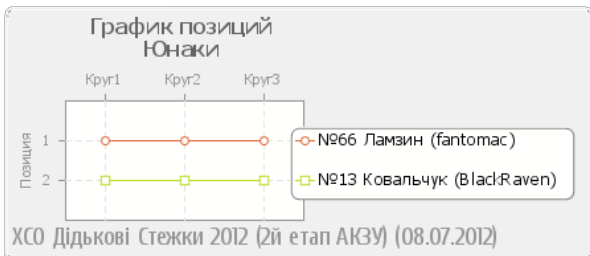 График позиций
Юнаки
Круг1 Круг2 Круг3
Позиция
1
2
№66 Ламзин (fantomac)
№13 Ковальчук (BlackRaven)
ХСО Дідькові Стежки 2012 (2й етап АКЗУ) (08.07.2012)